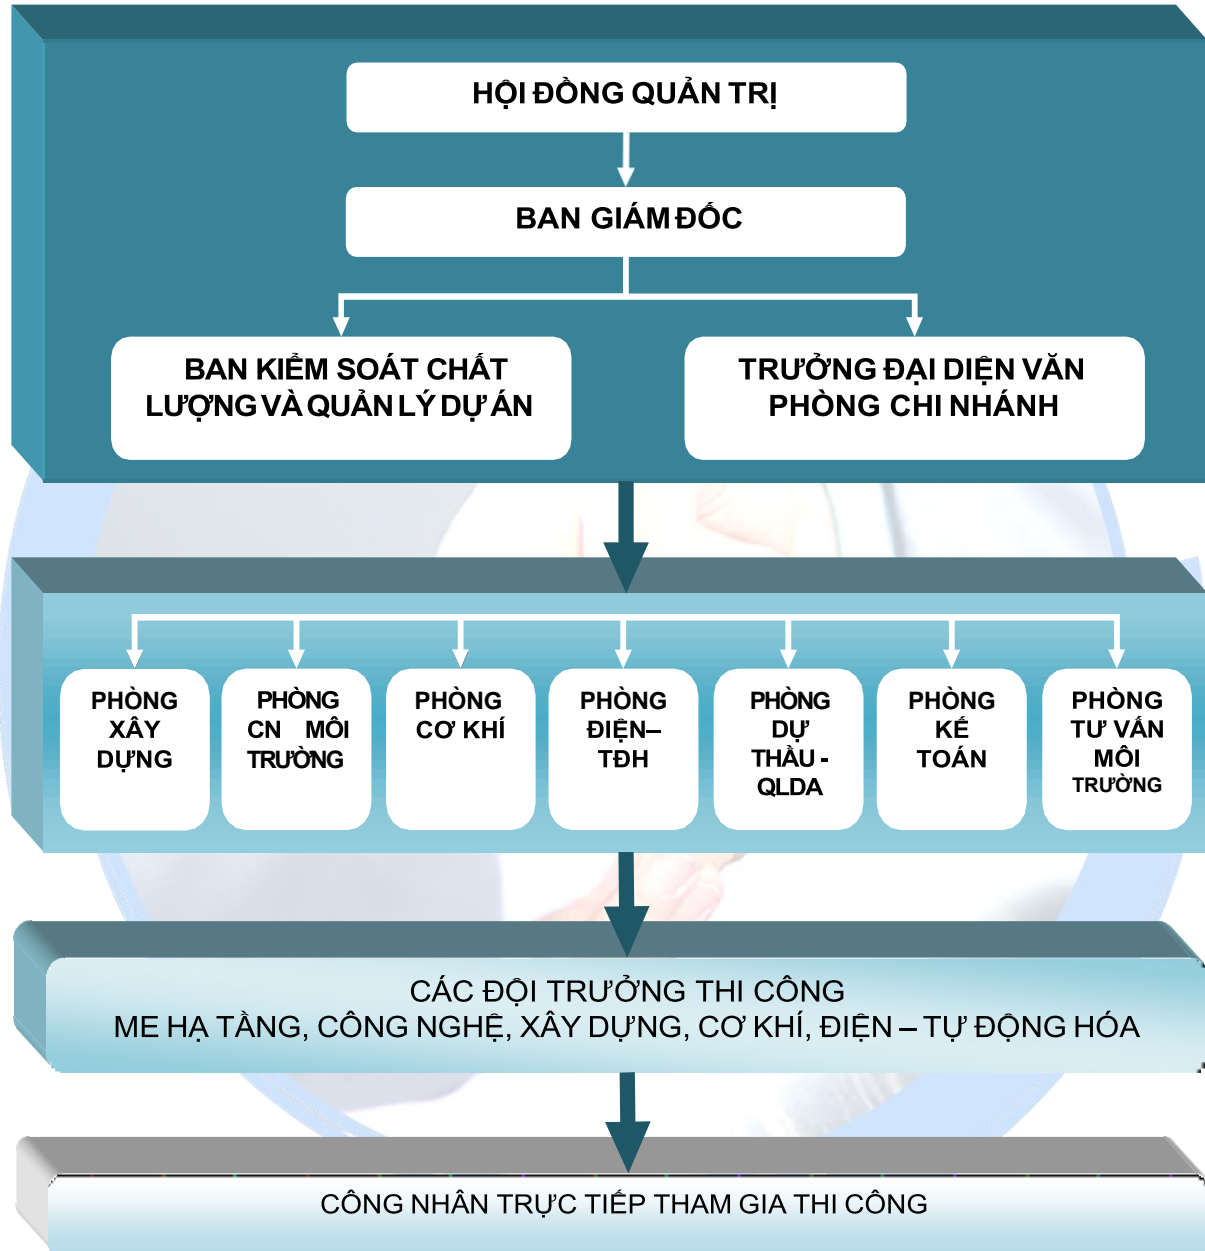 HỘI ĐỒNG QUẢN TRỊ
BAN GIÁM ĐỐC
BAN KIỂM SOÁT CHẤT
LƯỢNG VÀ QUẢN LÝ DỰ ÁN
TRƯỞNG ĐẠI DIỆN VĂN
PHÒNG CHI NHÁNH
PHÒNG
XÂY
DỰNG
PHÒNG
CN MÔI
TRƯỜNG
PHÒNG
CƠ KHÍ
PHÒNG
ĐIỆN–
TĐH
PHÒNG
DỰ
THẦU -
QLDA
PHÒNG
KẾ
TOÁN
PHÒNG
TƯ VẤN
MÔI
TRƯỜNG
CÁC ĐỘI TRƯỞNG THI CÔNG
ME HẠ TẦNG, CÔNG NGHỆ, XÂY DỰNG, CƠ KHÍ, ĐIỆN – TỰ ĐỘNG HÓA
CÔNG NHÂN TRỰC TIẾP THAM GIA THI CÔNG